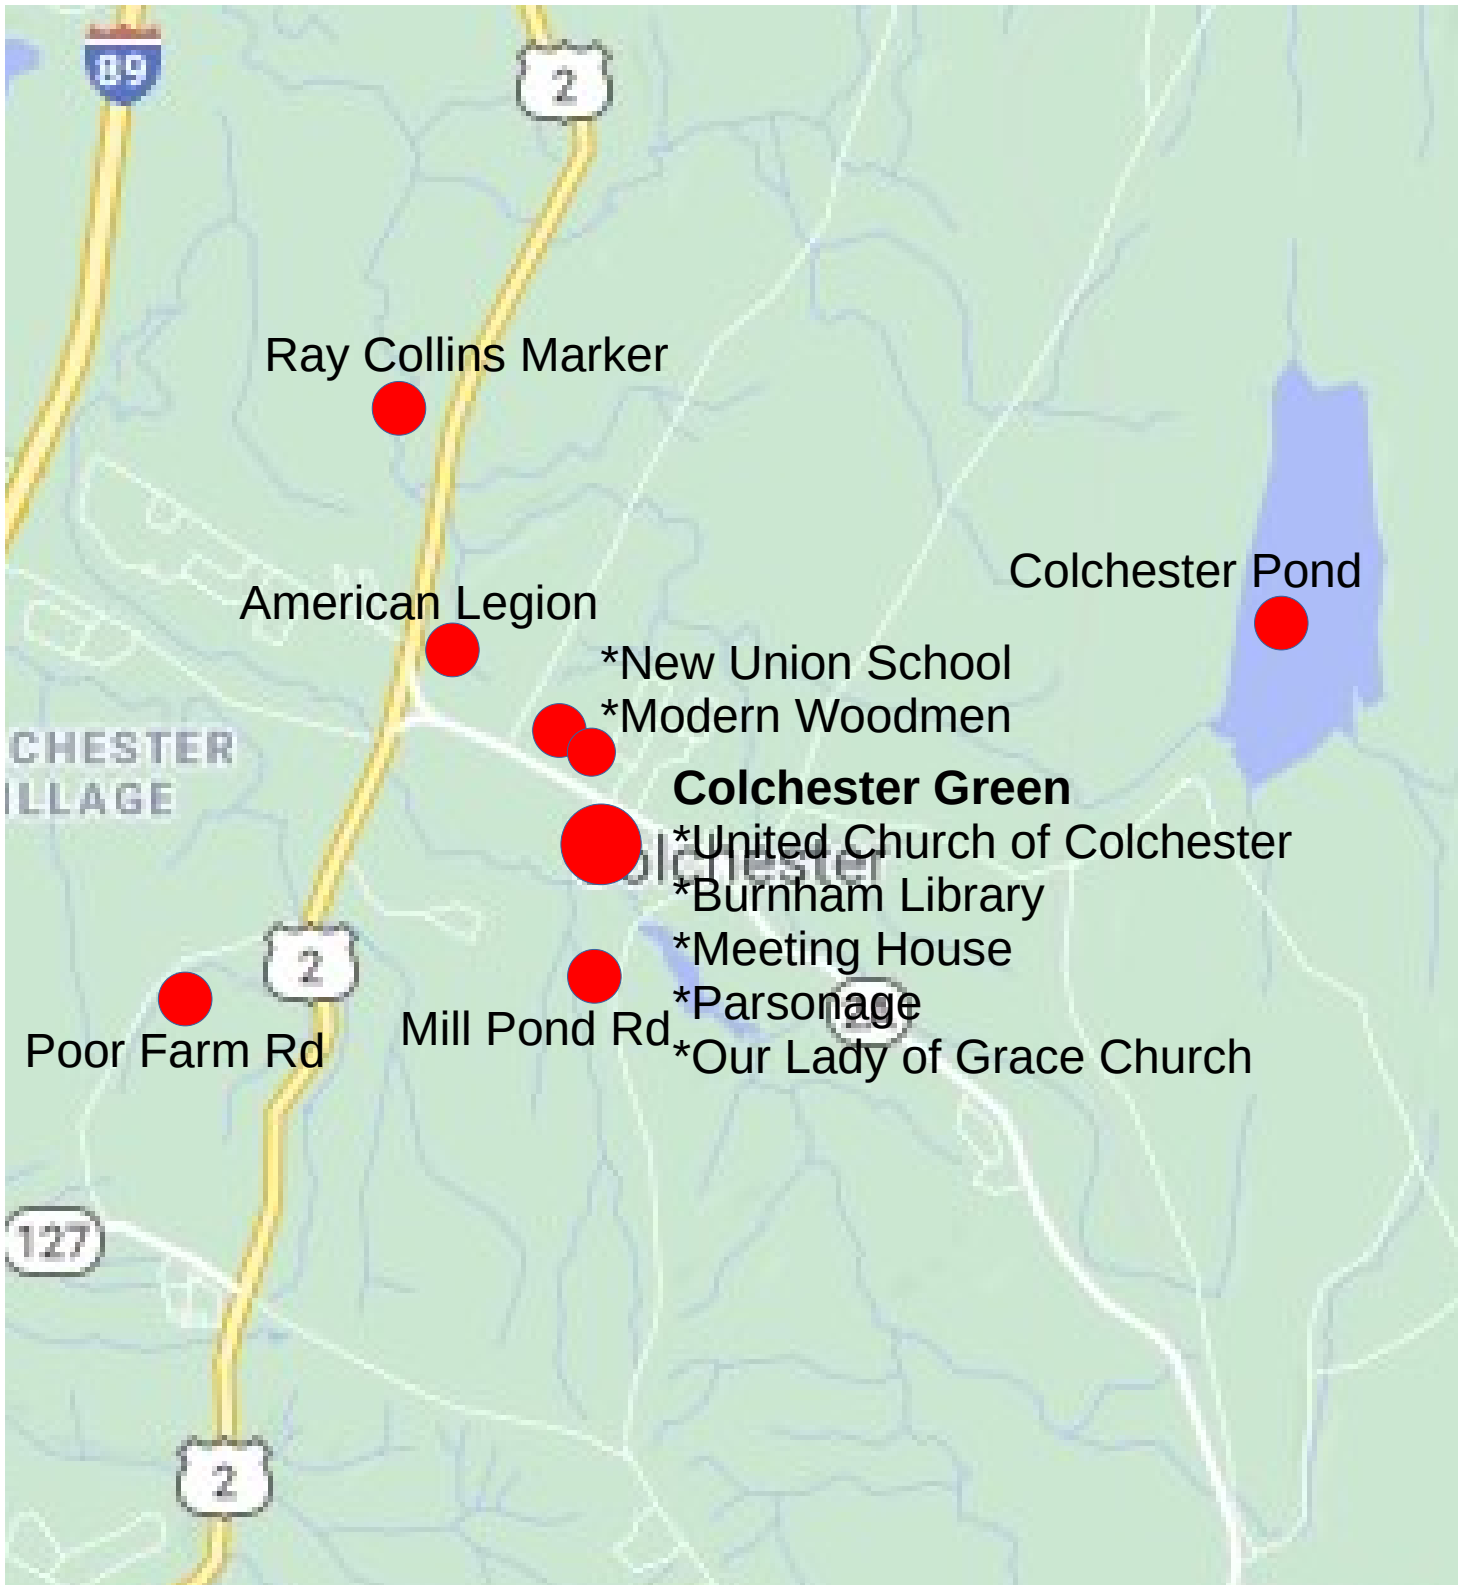 89
2
Ray Collins Marker
Colchester Pond
American Legion
*New Union School
*Modern Woodmen
CHESTER
ILLAGE
Colchester Green
*United Church of Colchester
olchester
*Burnham Library
*Meeting House
2
*Parsonage
Mill Pond Rd
Poor Farm Rd
*Our Lady of Grace Church
127
2